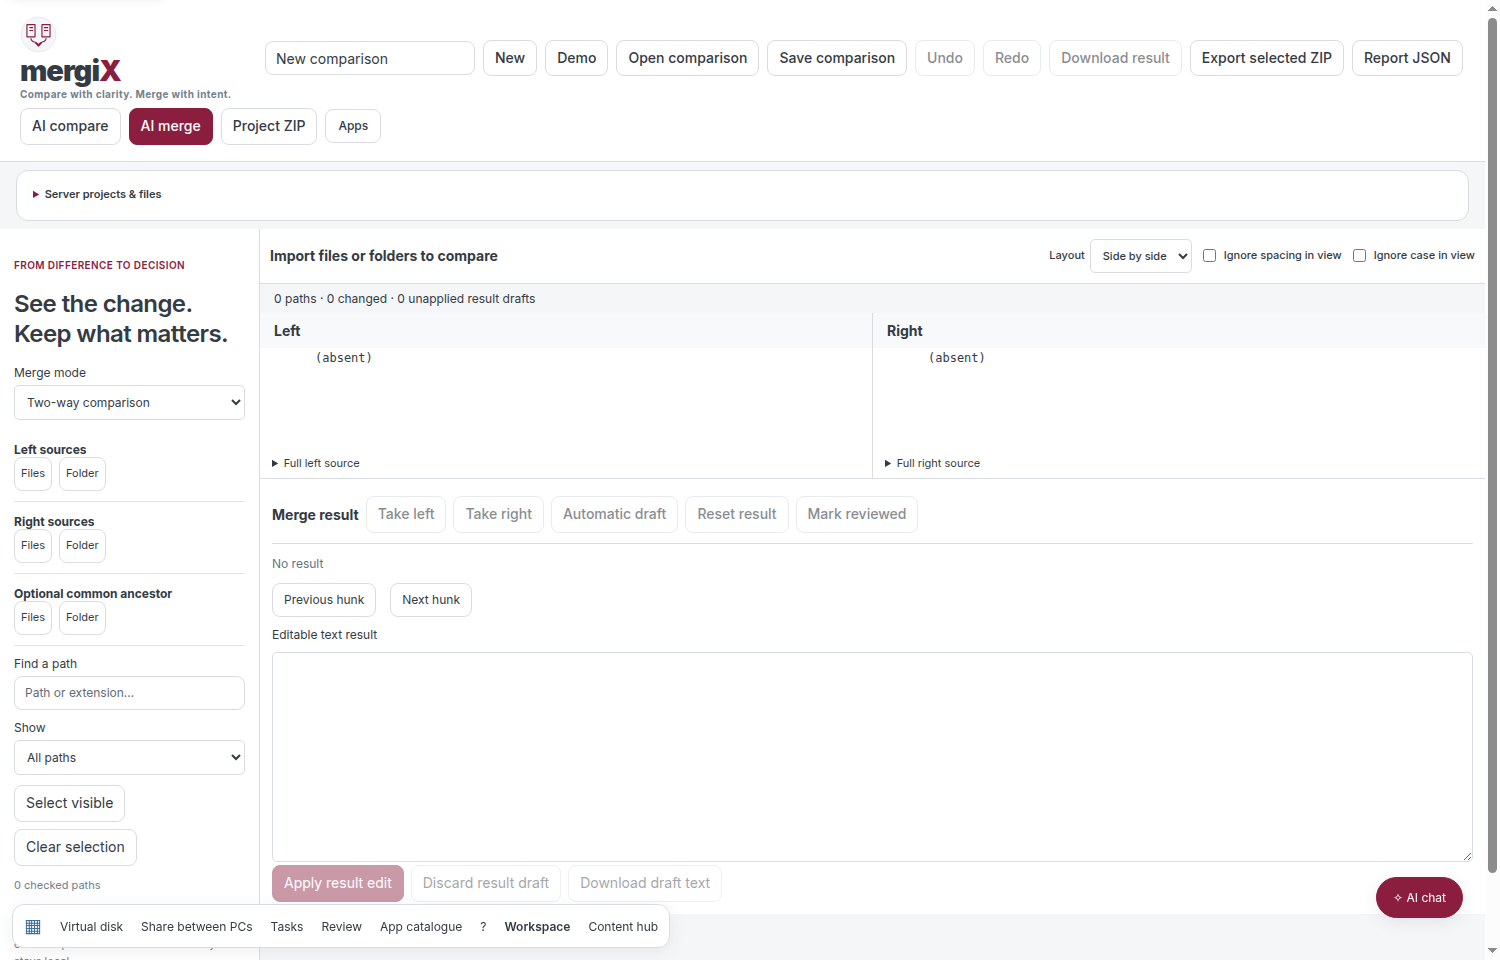 mergiX
Compare with clarity. Merge with intent.
New comparison
New
Demo
Open comparison
Save comparison
Undo
Redo
Download result
Export selected ZIP
Report JSON
AI compare
AI merge
Project ZIP
Apps
Server projects & files
FROM DIFFERENCE TO DECISION
See the change.
Keep what matters.
Merge mode
Two-way comparison
Left sources
Files
Folder
Right sources
Files
Folder
Optional common ancestor
Files
Folder
Find a path
Path or extension...
Show
All paths
Select visible
Clear selection
0 checked paths
Import files or folders to compare
Layout
Side by side
Ignore spacing in view
Ignore case in view
0 paths · 0 changed · 0 unapplied result drafts
Left
Right
(absent)
(absent)
Full left source
Full right source
Merge result
Take left
Take right
Automatic draft
Reset result
Mark reviewed
No result
Previous hunk
Next hunk
Editable text result
Apply result edit
Discard result draft
Download draft text
✧ AI chat
Virtual disk
Share between PCs
Tasks
Review
App catalogue
?
Workspace
Content hub